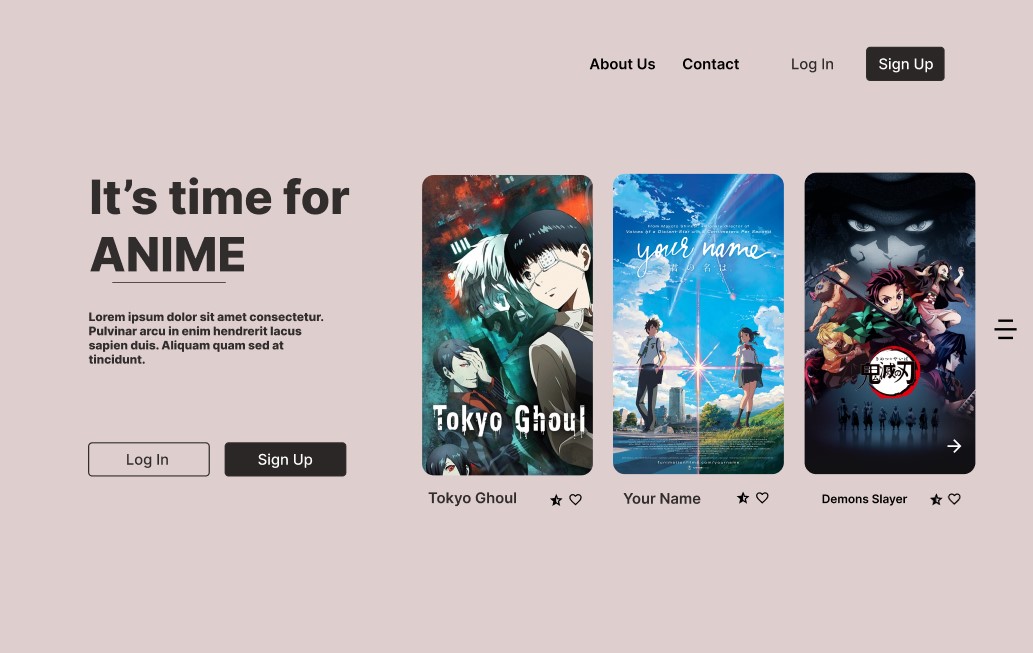 About Us Contact Log In Sign Up
It's time for
ANIME
Lorem ipsum dolor sit amet consectetur.
Pulvinar arcu in enim hendrerit lacus
sapien duis. Aliquam quam sed at
tincidunt.
Log In Sign Up
Tokyo Ghoul
Tokyo Ghoul
your name.
君の名は
Your Name
鬼滅の刃
Demons Slayer